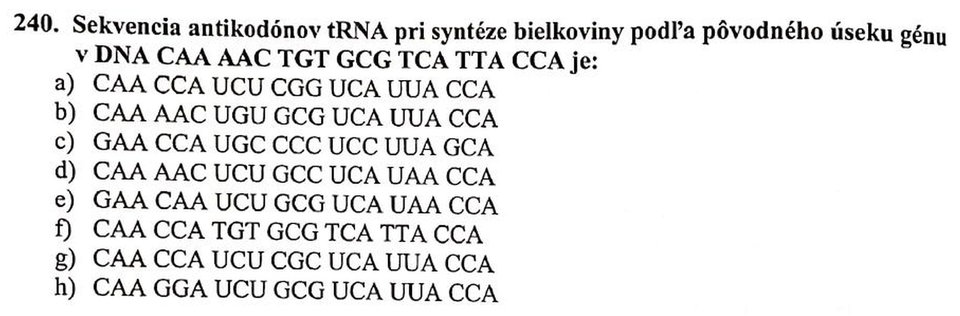 240. Sekvencia antikodónov tRNA pri syntéze bielkoviny podľa pôvodného úseku génu
v DNA CAA AAC TGT GCG TCA TTA CCA je:
a) CAA CCA UCU CGG UCA UUA CCA
b) CAA AAC UGU GCG UCA UUA CCA
c) GAA CCA UGC CCC UCC UUA GCA
d) CAA AAC UCU GCC UCA UAA CCA
e) GAA CAA UCU GCG UCA UAA CCA
f) CAA CCA TGT GCG TCA TTA CCA
g) CAA CCA UCU CGC UCA UUA CCA
h) CAA GGA UCU GCG UCA UUA CCA